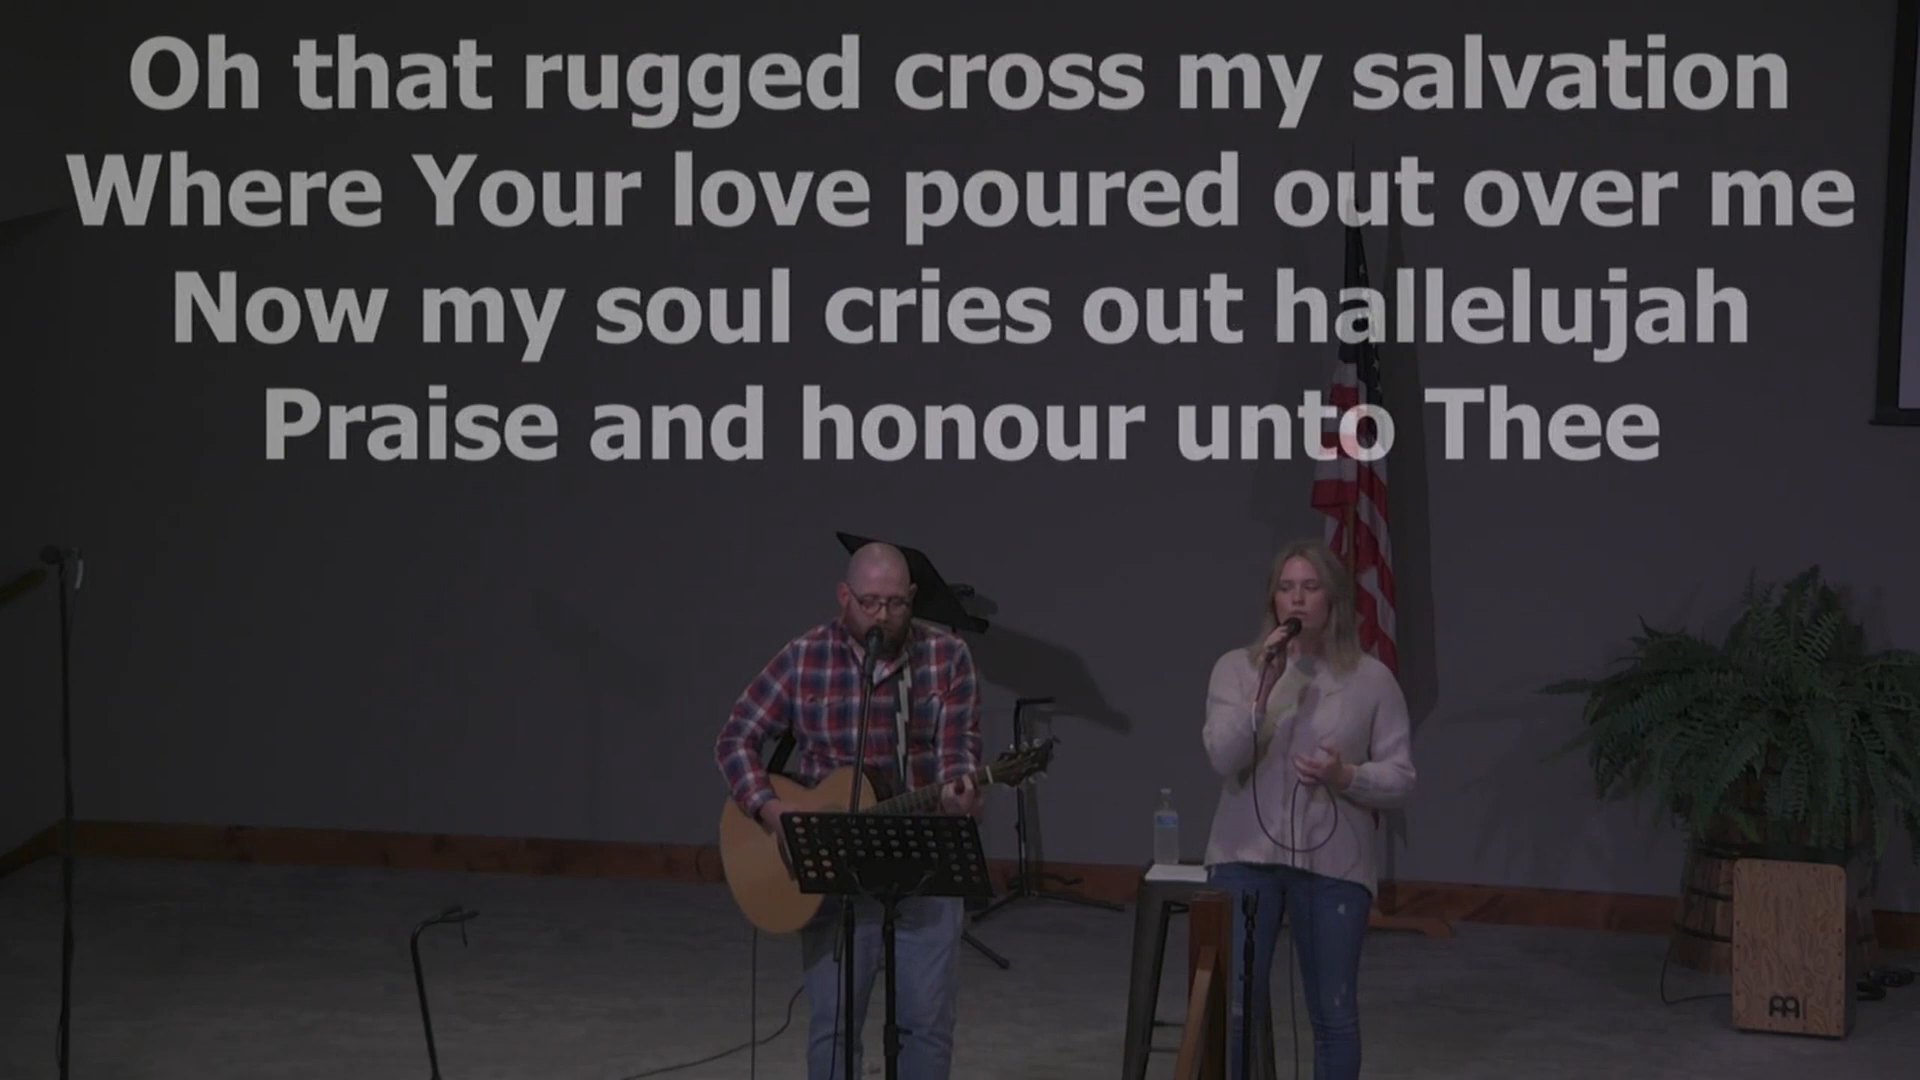 Oh that rugged cross my salvation
Where Your love poured out over me
Now my soul cries out hallelujah
Praise and honour unto Thee